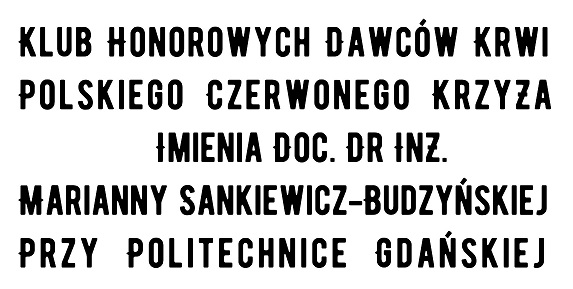 KLUB HONOROWYCH DAWCÓW KRWI
POLSKIEGO CZERWONEGO KRZYŻA
IMIENIA DOC. DR INŻ.
MARIANNY SANKIEWICZ-BUDZYŃSKIEJ
PRZY POLITECHNICE GDAŃSKIEJ